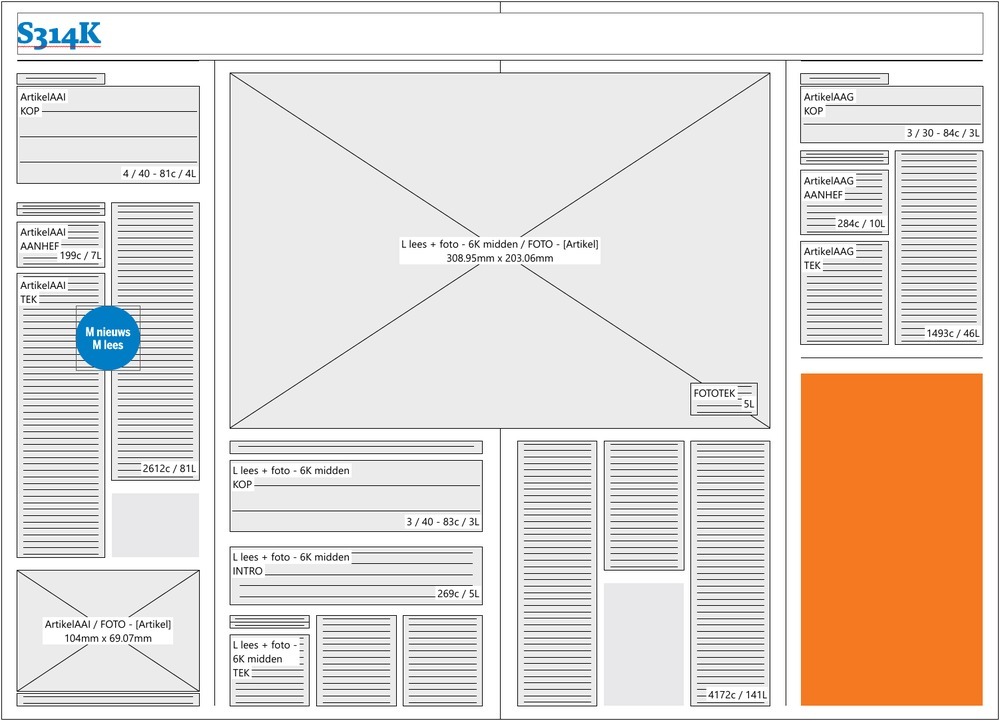 S314K
ArtikelAAI
KOP
4 / 40 - 81c / 4L
ArtikelAAI
AANHEF
199c / 7L
ArtikelAAI
TEK
M nieuws
M lees
2612c / 81L
ArtikelAAI / FOTO - [Artikel]
104mm x 69.07mm
L lees + foto - 6K midden / FOTO - [Artikel]
308.95mm x 203.06mm
FOTOTEK
5L
L lees + foto - 6K midden
KOP
3 / 40 - 83c / 3L
L lees + foto - 6K midden
INTRO
269c / 5L
L lees + foto -
6K midden
TEK
4172c / 141L
ArtikelAAG
KOP
3 / 30 - 84c / 3L
ArtikelAAG
AANHEF
284c / 10L
ArtikelAAG
TEK
1493c / 46L